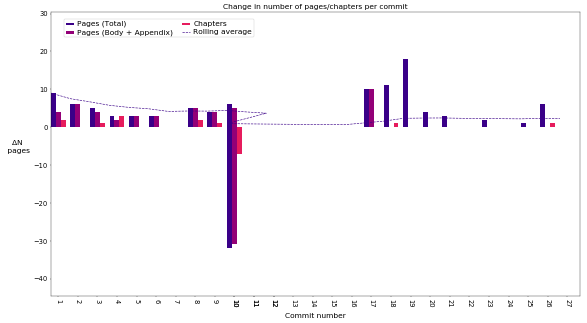 Change in number of pages/chapters per commit
Pages (Total)
Pages (Body + Appendix)
Chapters
Rolling average
30
20
10
0
−10
−20
−30
−40
ΔN
pages
1 2 3 4 5 6 7 8 9 10 11 12 13 14 15 16 17 18 19 20 21 22 23 24 25 26 27
Commit number